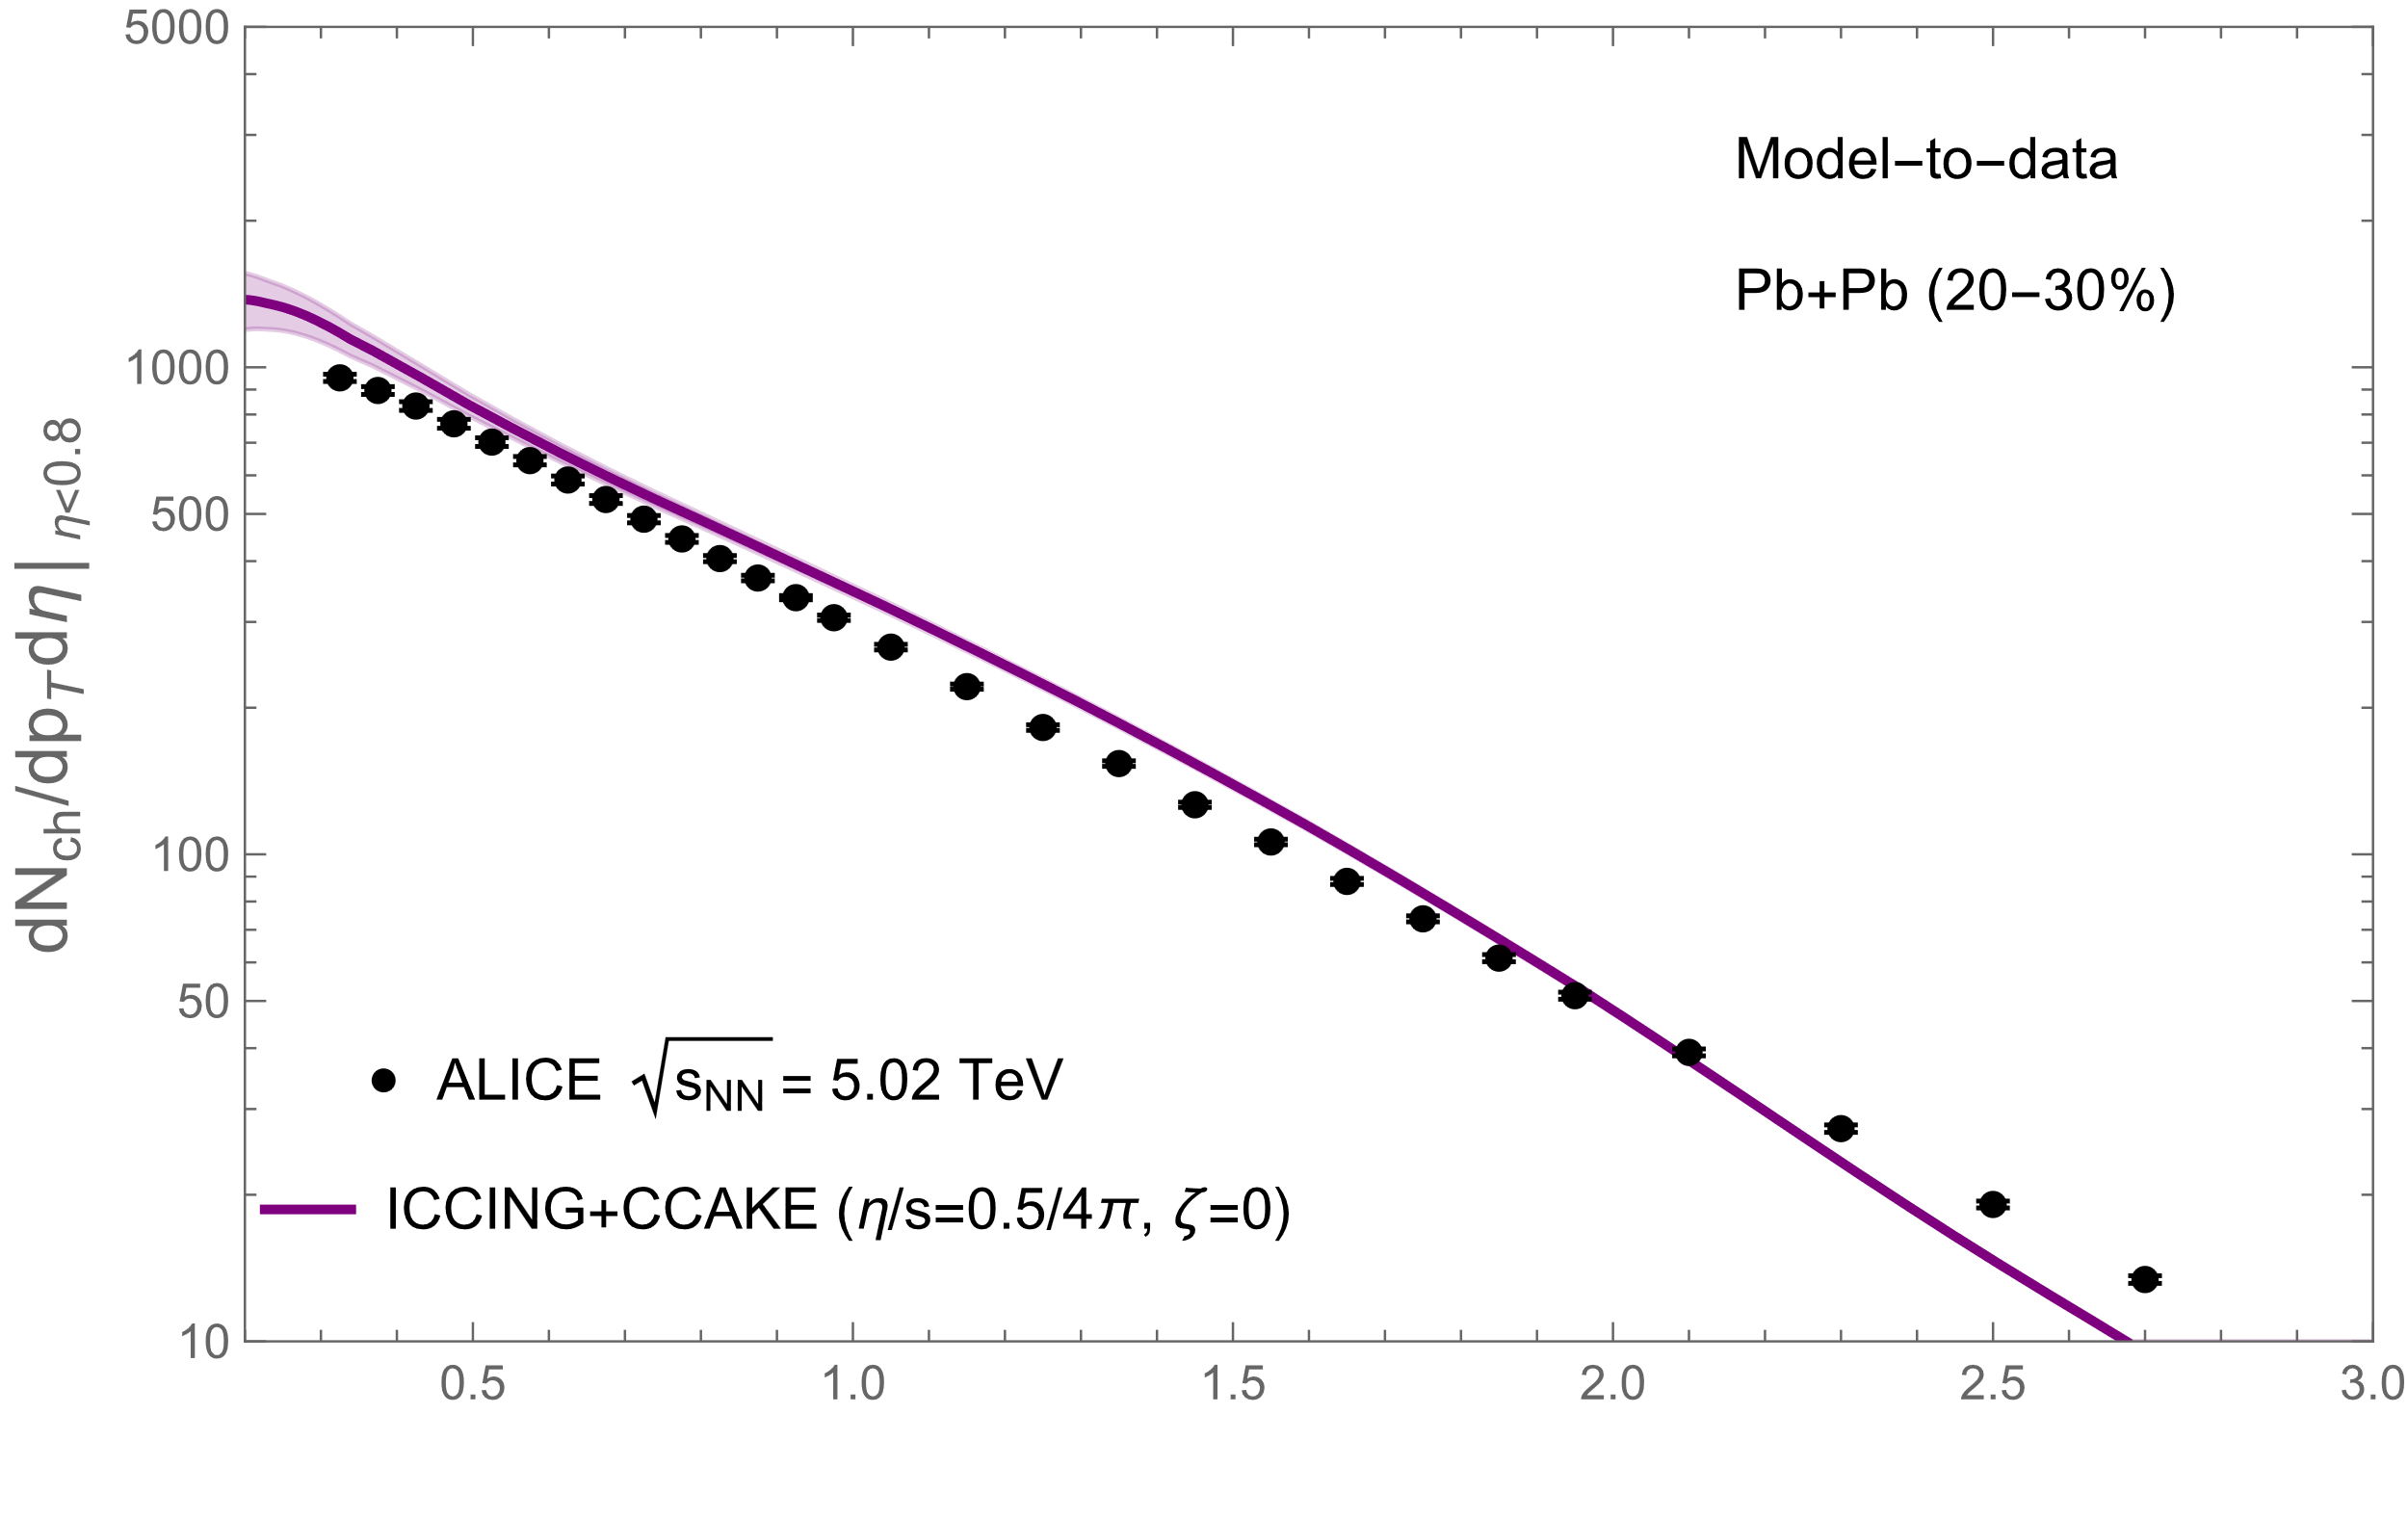 5000
1000
500
100
50
10
dN_ch/dp_T dη|_η<0.8
Model−to−data
Pb+Pb (20−30%)
ALICE √s_NN = 5.02 TeV
ICCING+CCAKE (η/s=0.5/4π, ζ=0)
0.5 1.0 1.5 2.0 2.5 3.0